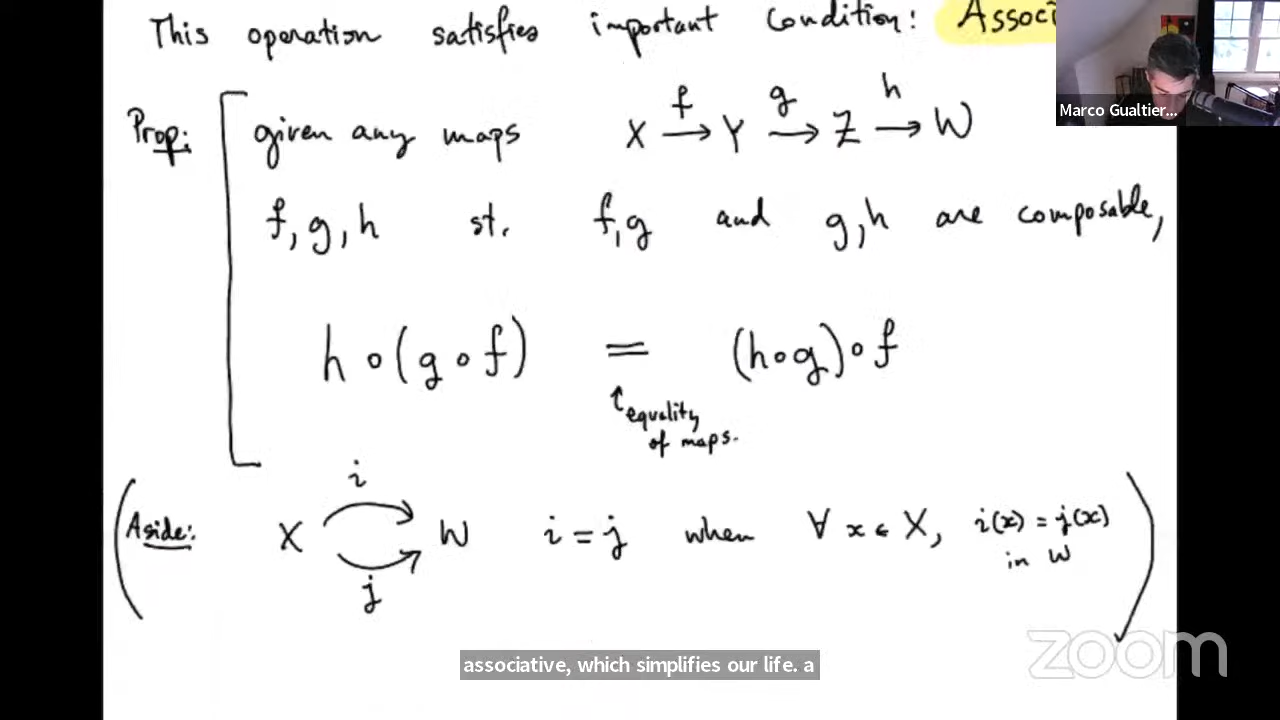 This operation satisfies important condition: Associ
Prop: given any maps X →f Y →g Z →h W
f, g, h st. f,g and g,h are composable,
h∘(g∘f) = (h∘g)∘f
↑ equality
of maps.
(Aside: X i W i = j when ∀ x ∈ X, i(x) = j(x)
j in W)
Marco Gualtier...
associative, which simplifies our life. a
zoom